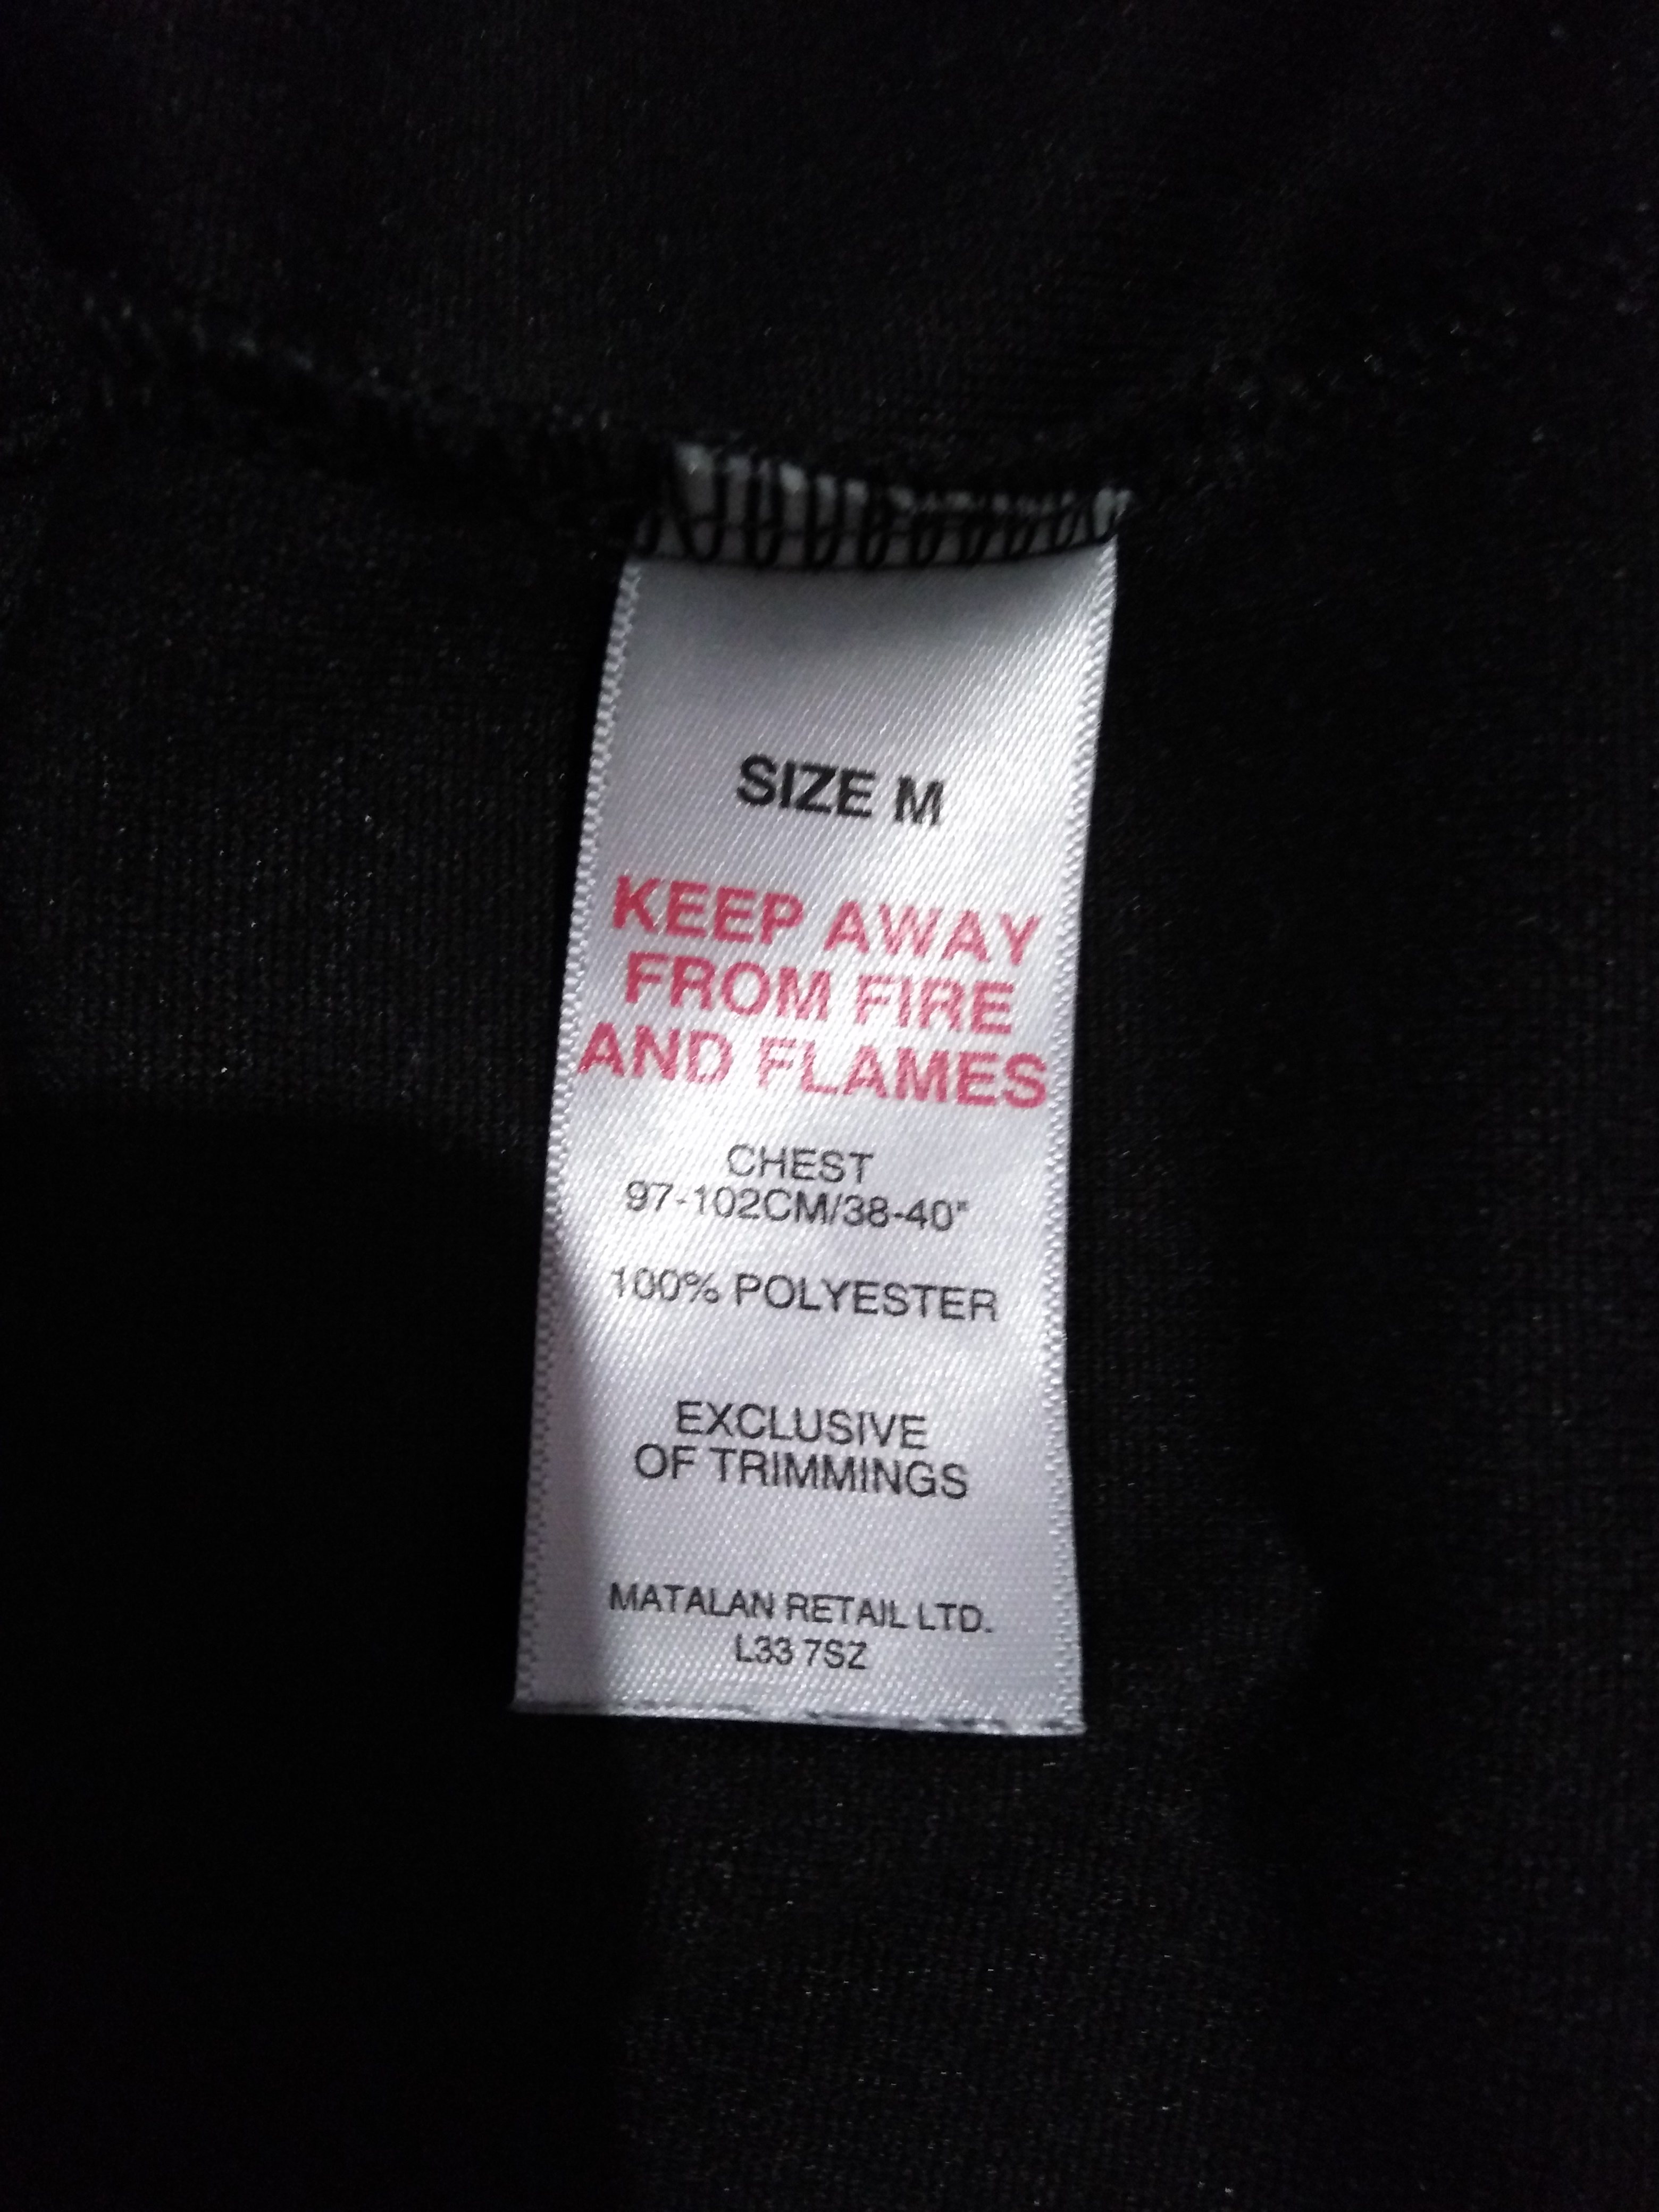 SIZE M
KEEP AWAY
FROM FIRE
AND FLAMES
CHEST
97-102CM/38-40"
100% POLYESTER
EXCLUSIVE
OF TRIMMINGS
MATALAN RETAIL LTD.
L33 7SZ